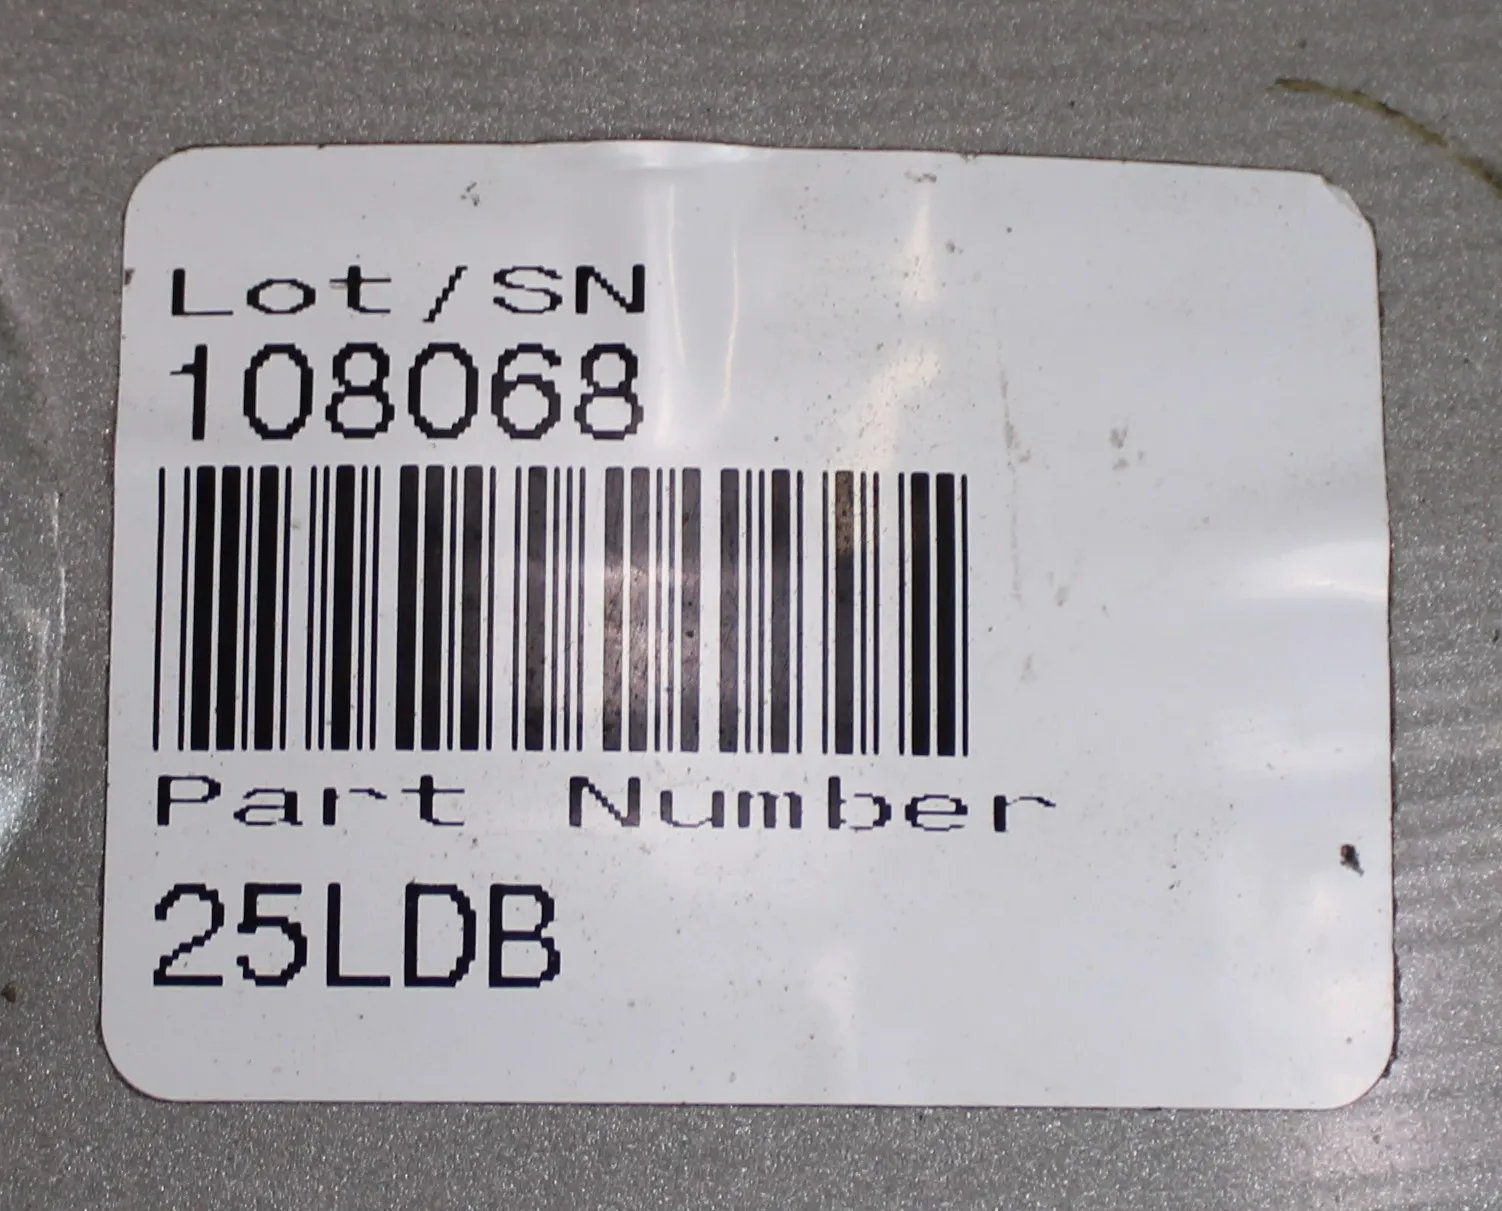 Lot/SN
108068
Part Number
25LDB